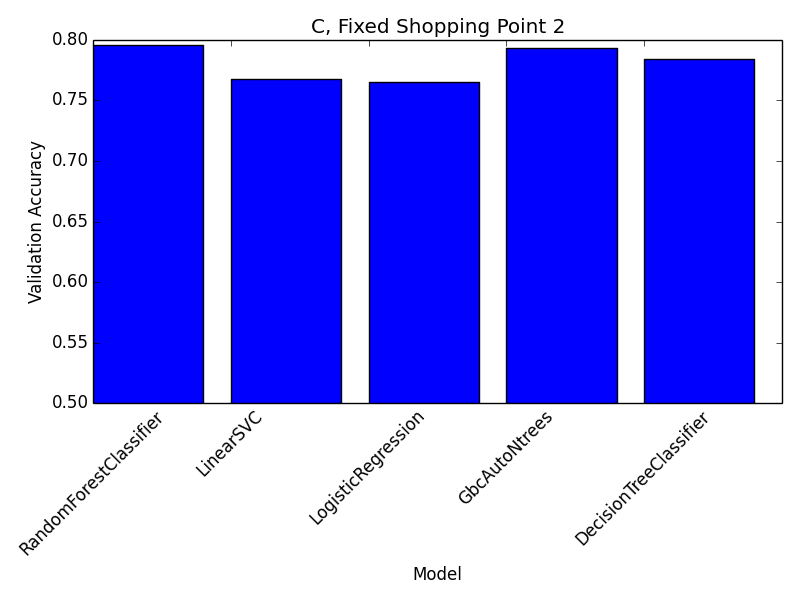 C, Fixed Shopping Point 2
Validation Accuracy
0.80
0.75
0.70
0.65
0.60
0.55
0.50
RandomForestClassifier
LinearSVC
LogisticRegression
GbcAutoNtrees
DecisionTreeClassifier
Model